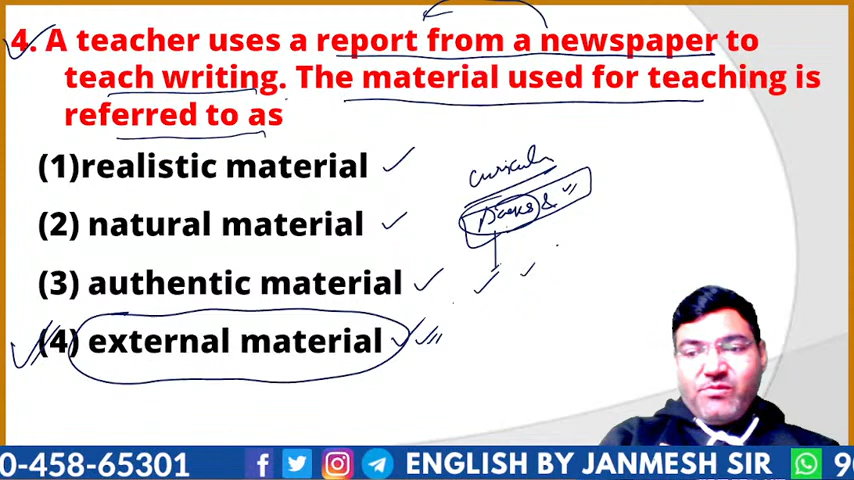 4. A teacher uses a report from a newspaper to
teach writing. The material used for teaching is
referred to as
(1)realistic material
(2) natural material
(3) authentic material
(4) external material
0-458-65301 ENGLISH BY JANMESH SIR 90